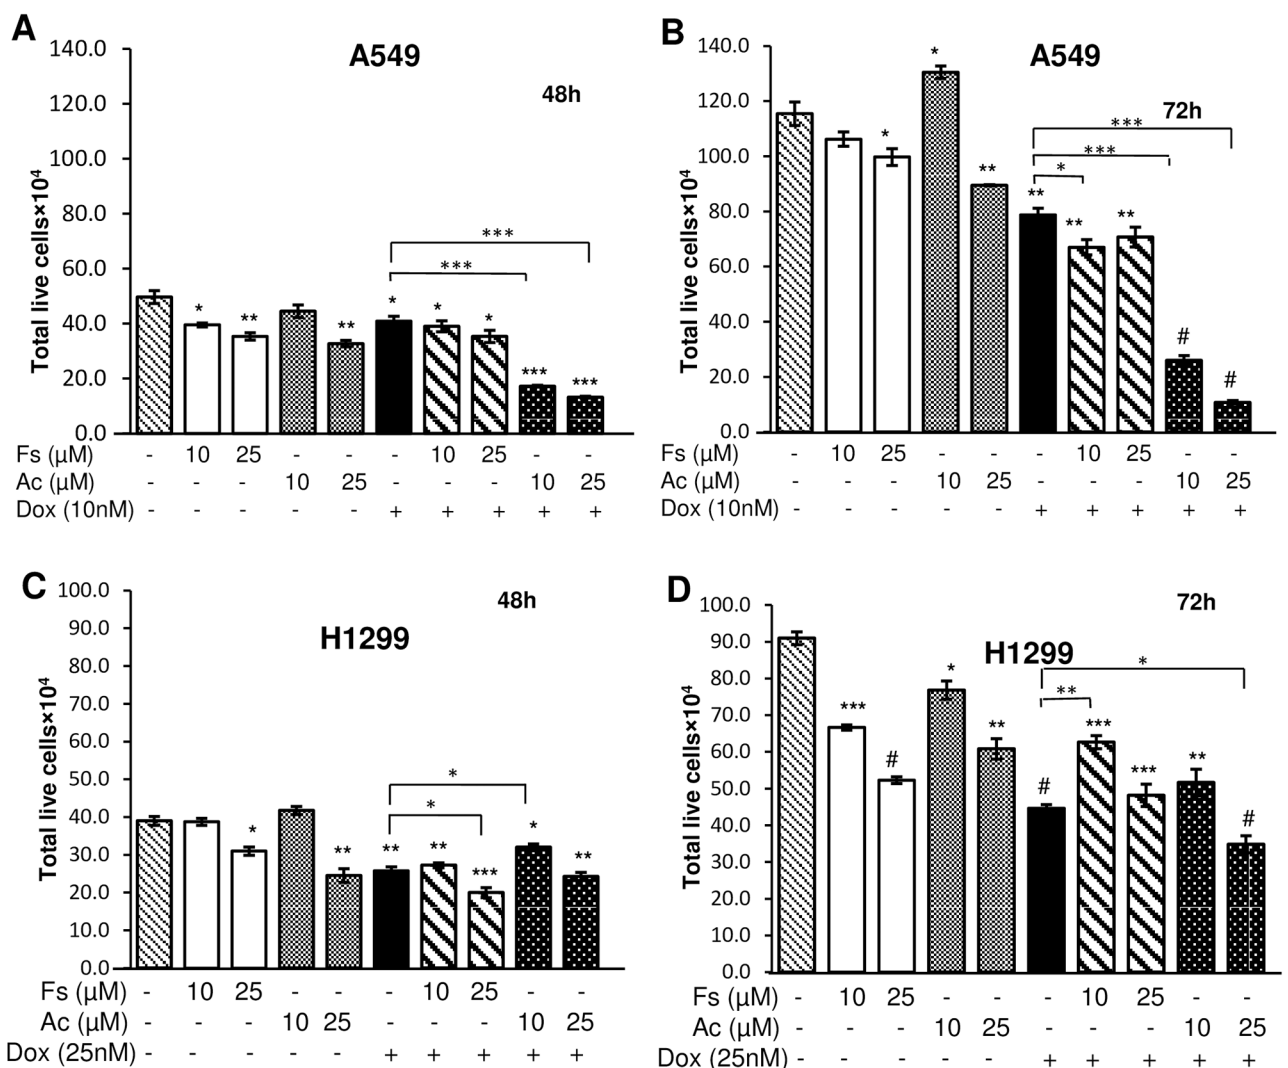 A
A549
48h
Total live cells×10⁴
140.0
120.0
100.0
80.0
60.0
40.0
20.0
0.0
* ** ** * * * *** *** *** ***
Fs (µM) - 10 25 - - - 10 25 - -
Ac (µM) - - - 10 25 - - - 10 25
Dox (10nM) - - - - - + + + + +
B
A549
72h
Total live cells×10⁴
140.0
120.0
100.0
80.0
60.0
40.0
20.0
0.0
* * ** ** ** ** # # * *** ***
Fs (µM) - 10 25 - - - 10 25 - -
Ac (µM) - - - 10 25 - - - 10 25
Dox (10nM) - - - - - + + + + +
C
H1299
48h
Total live cells×10⁴
100.0
90.0
80.0
70.0
60.0
50.0
40.0
30.0
20.0
10.0
0.0
* ** ** ** *** * ** * *
Fs (µM) - 10 25 - - - 10 25 - -
Ac (µM) - - - 10 25 - - - 10 25
Dox (25nM) - - - - - + + + + +
D
H1299
72h
Total live cells×10⁴
100.0
90.0
80.0
70.0
60.0
50.0
40.0
30.0
20.0
10.0
0.0
*** # * ** # *** *** ** # ** *
Fs (µM) - 10 25 - - - 10 25 - -
Ac (µM) - - - 10 25 - - - 10 25
Dox (25nM) - - - - - + + + + +